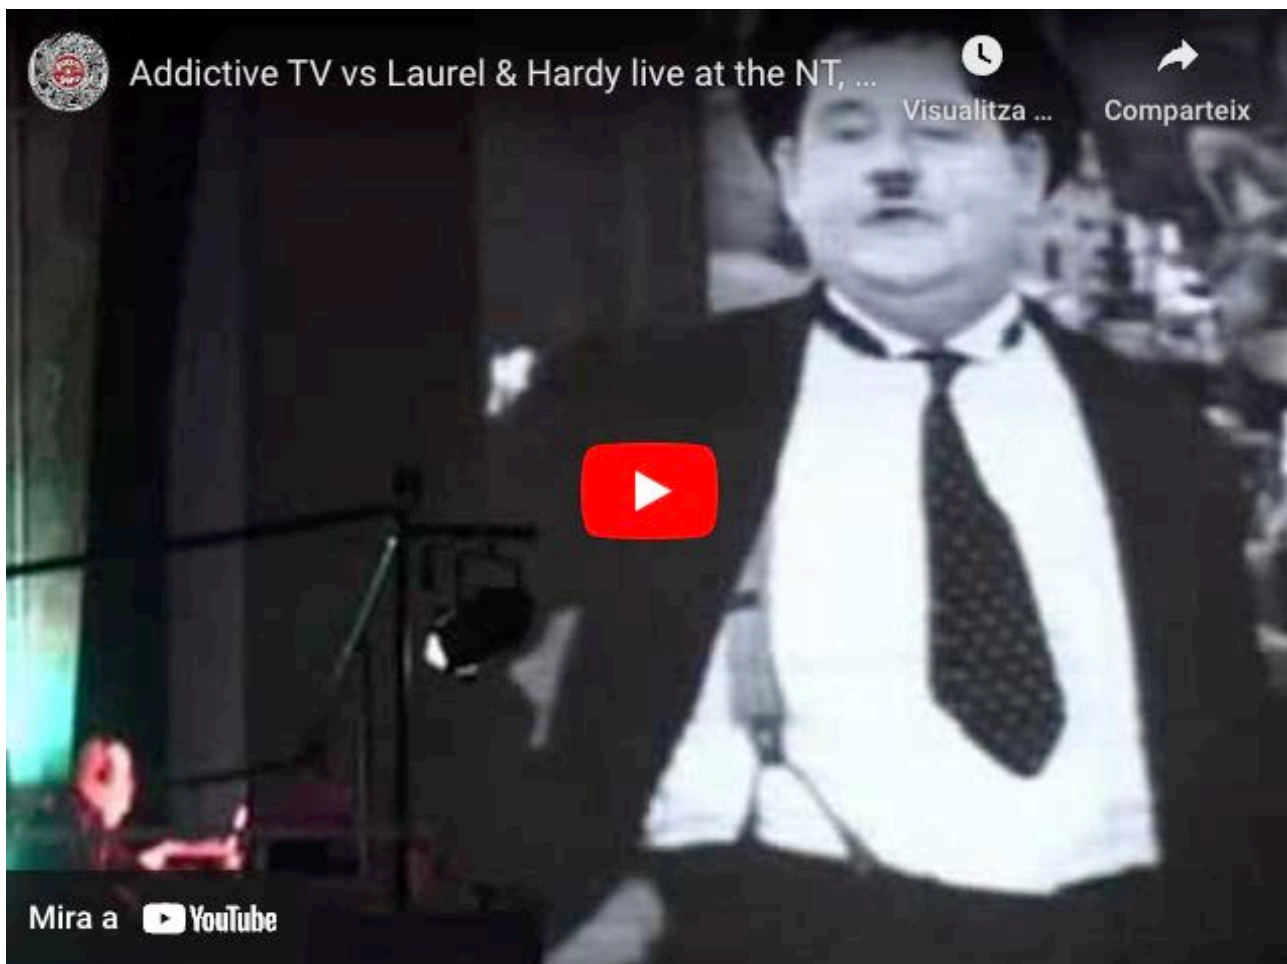 Addictive TV vs Laurel & Hardy live at the NT, ...
Visualitza ...
Comparteix
Mira a YouTube